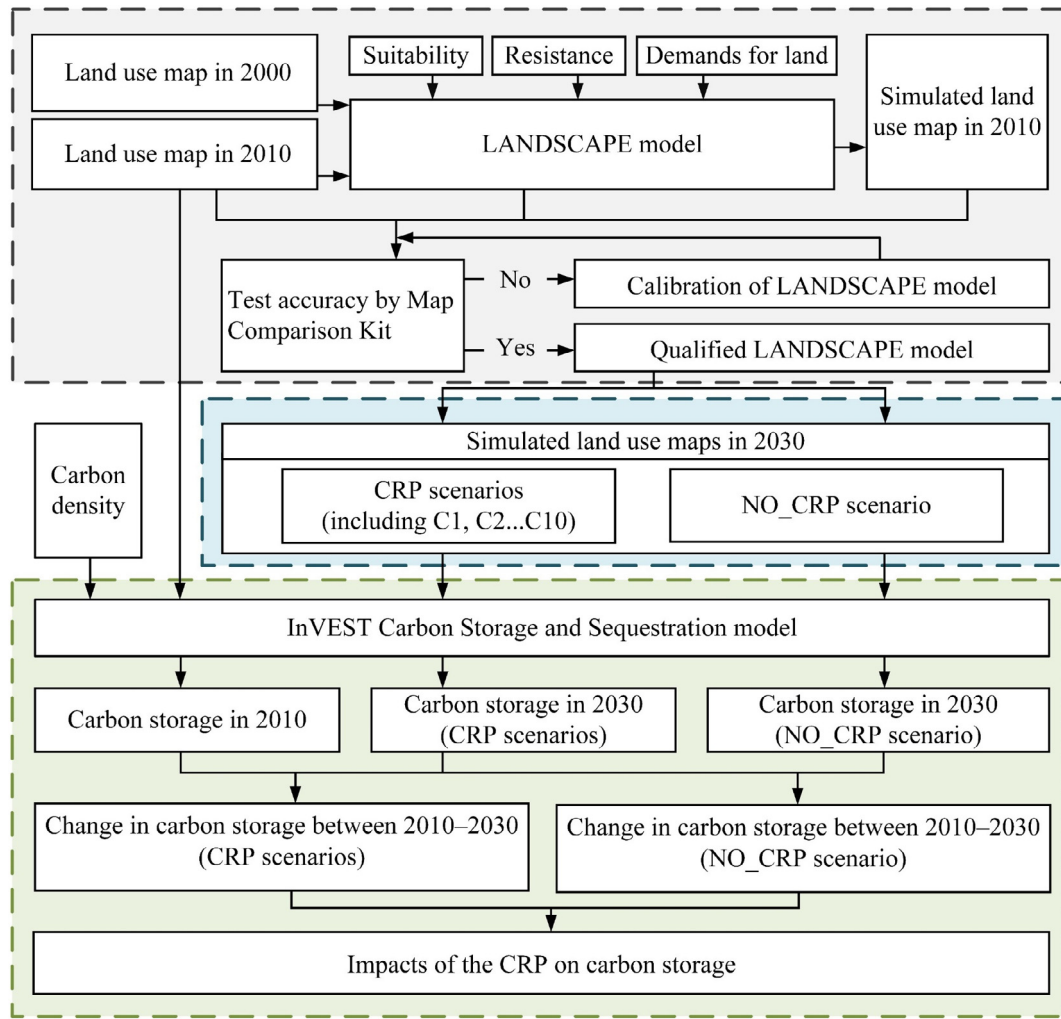 Land use map in 2000
Suitability
Resistance
Demands for land
Simulated land
use map in 2010
Land use map in 2010
LANDSCAPE model
Test accuracy by Map
Comparison Kit
No
Calibration of LANDSCAPE model
Yes
Qualified LANDSCAPE model
Carbon
density
Simulated land use maps in 2030
CRP scenarios
(including C1, C2...C10)
NO_CRP scenario
InVEST Carbon Storage and Sequestration model
Carbon storage in 2010
Carbon storage in 2030
(CRP scenarios)
Carbon storage in 2030
(NO_CRP scenario)
Change in carbon storage between 2010–2030
(CRP scenarios)
Change in carbon storage between 2010–2030
(NO_CRP scenario)
Impacts of the CRP on carbon storage